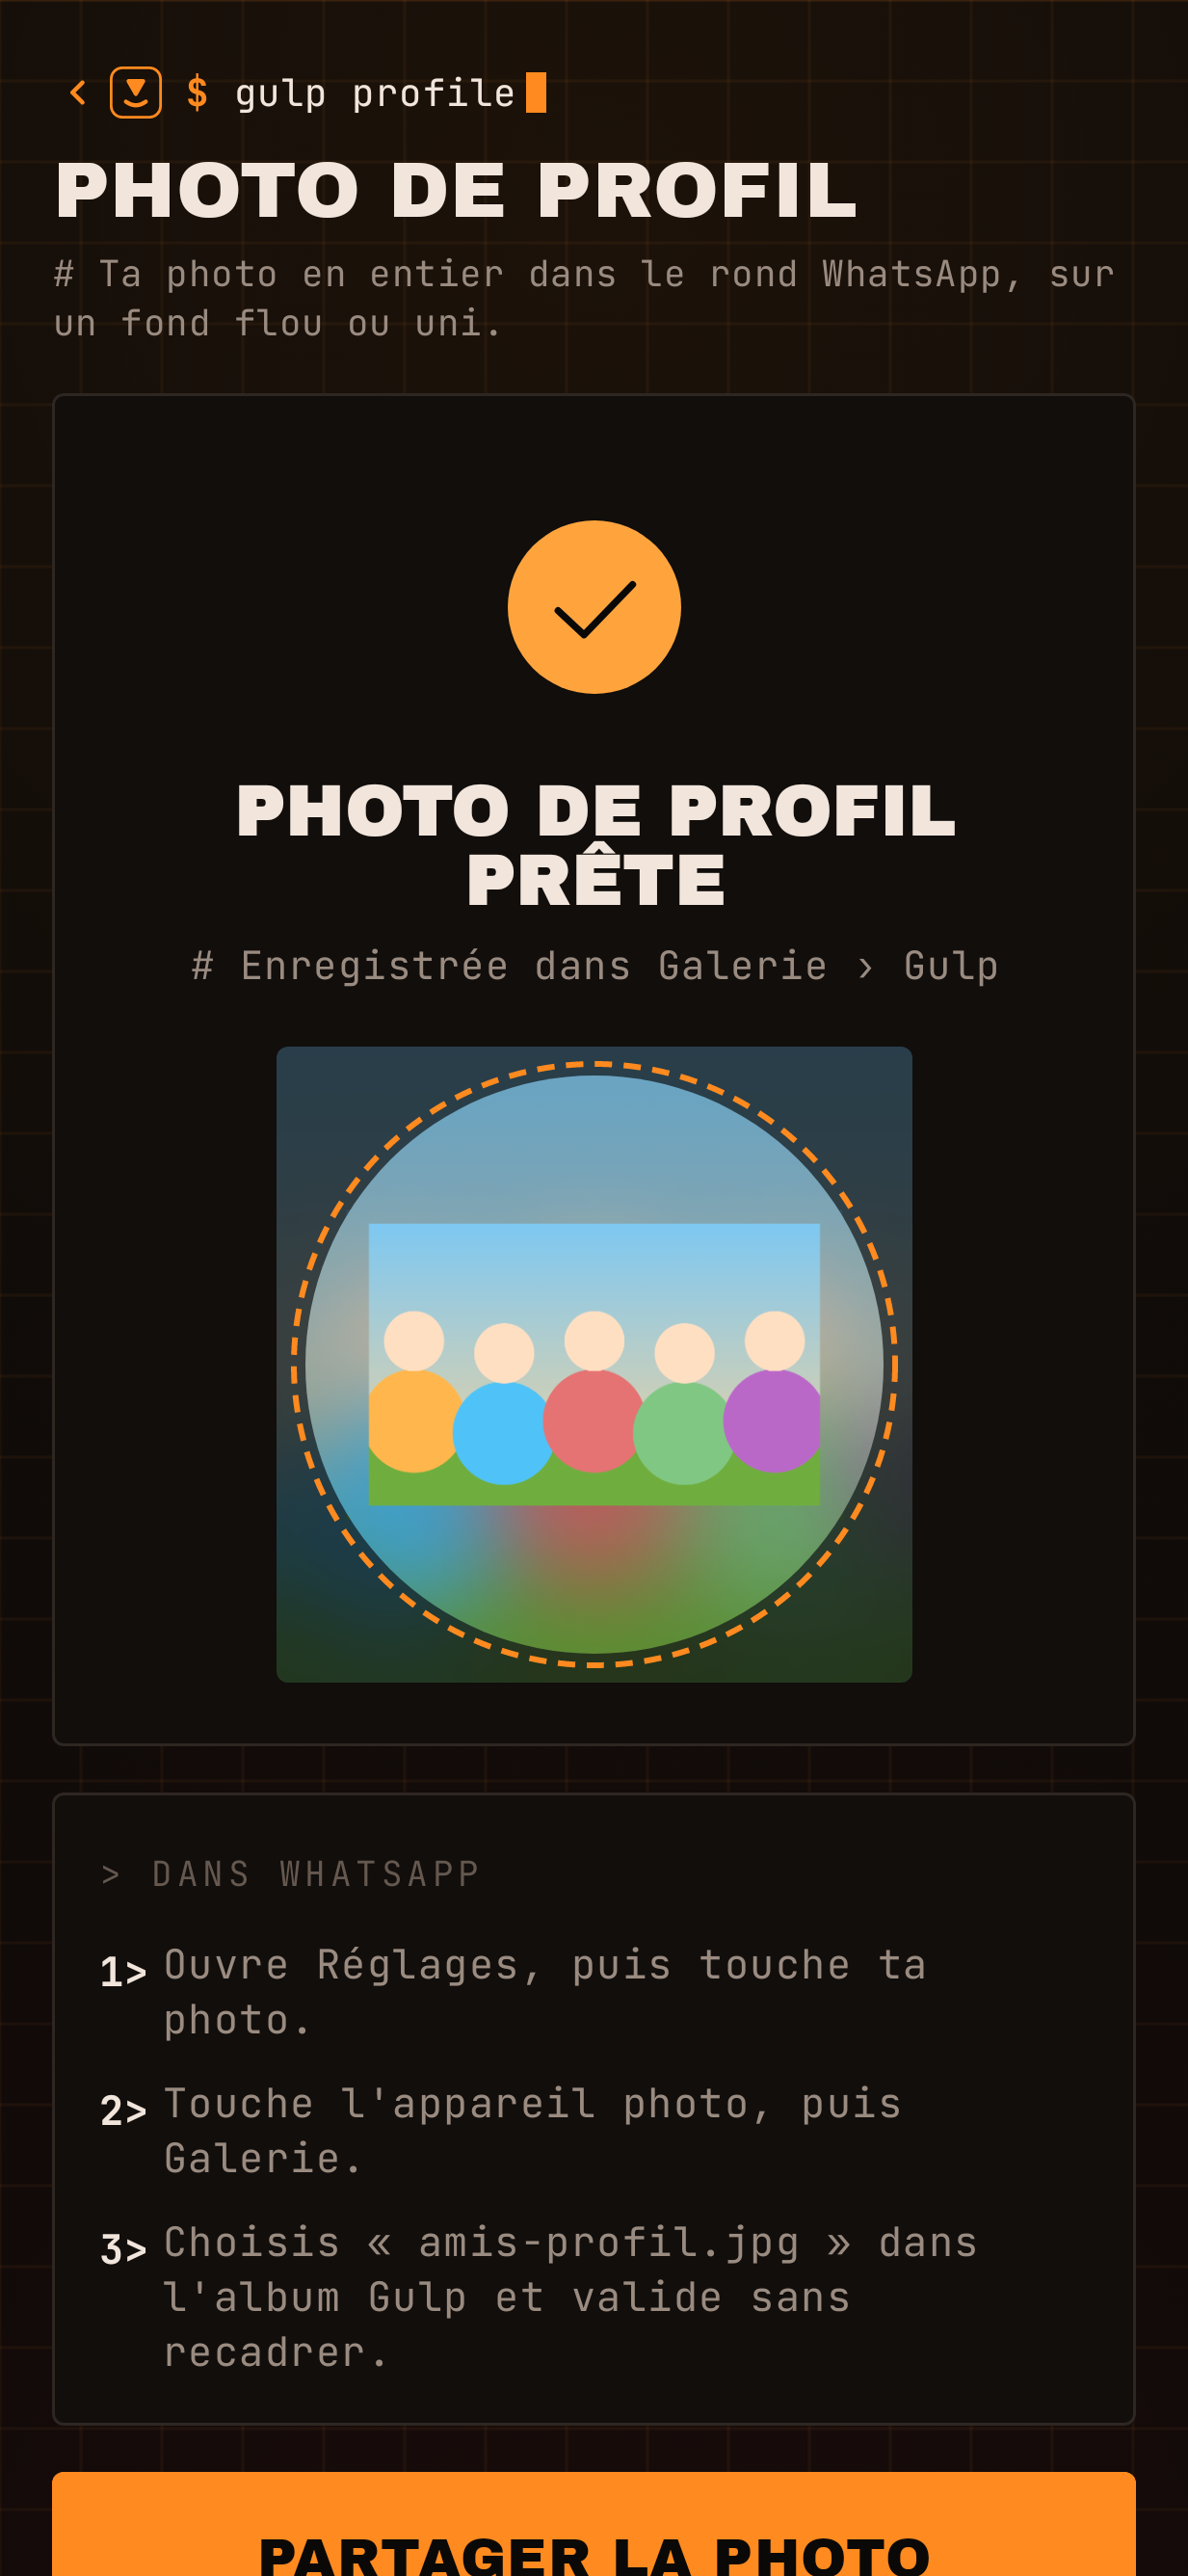 $ gulp profile
PHOTO DE PROFIL
# Ta photo en entier dans le rond WhatsApp, sur
un fond flou ou uni.
PHOTO DE PROFIL
PRÊTE
# Enregistrée dans Galerie › Gulp
> DANS WHATSAPP
1> Ouvre Réglages, puis touche ta
photo.
2> Touche l'appareil photo, puis
Galerie.
3> Choisis « amis-profil.jpg » dans
l'album Gulp et valide sans
recadrer.
PARTAGER LA PHOTO